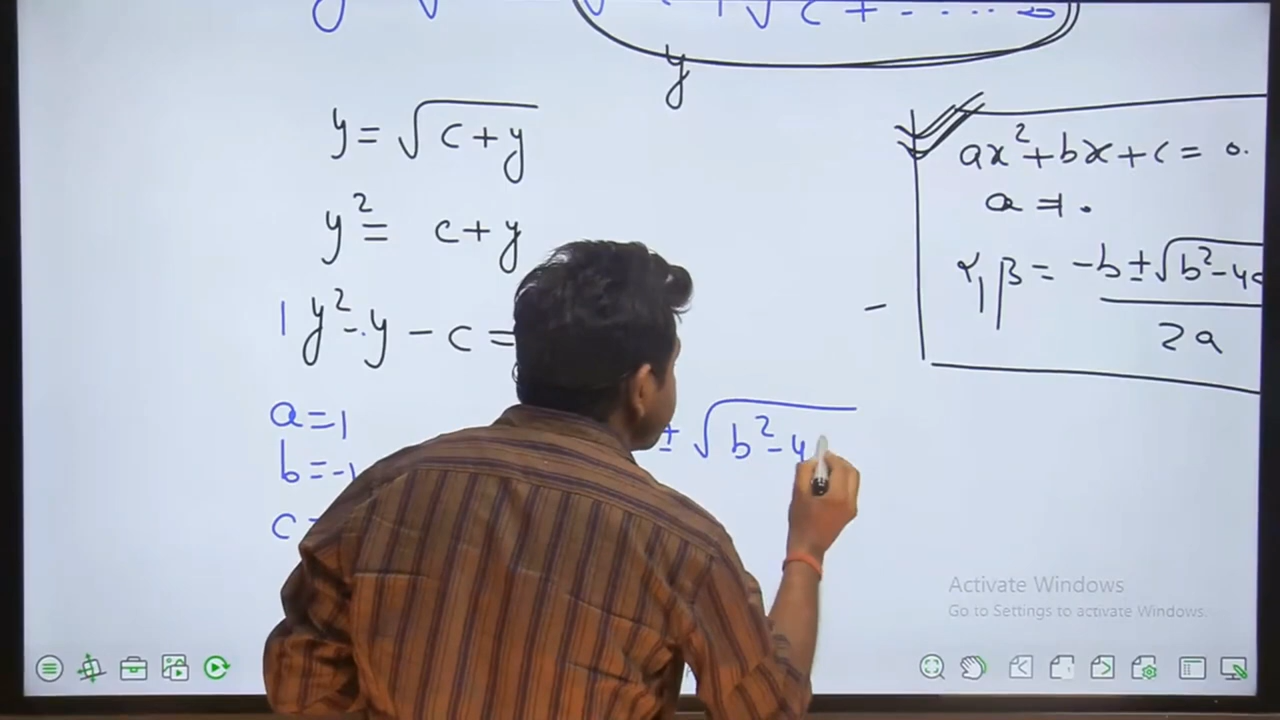 √c + .....∞
y
y = √c+y
y² = c+y
1 y² - y - c =
a=1
b=-1
c=
± √b²-4
ax²+bx+c = 0.
a = 1.
α, β = -b±√b²-4
2a
Activate Windows
Go to Settings to activate Windows.